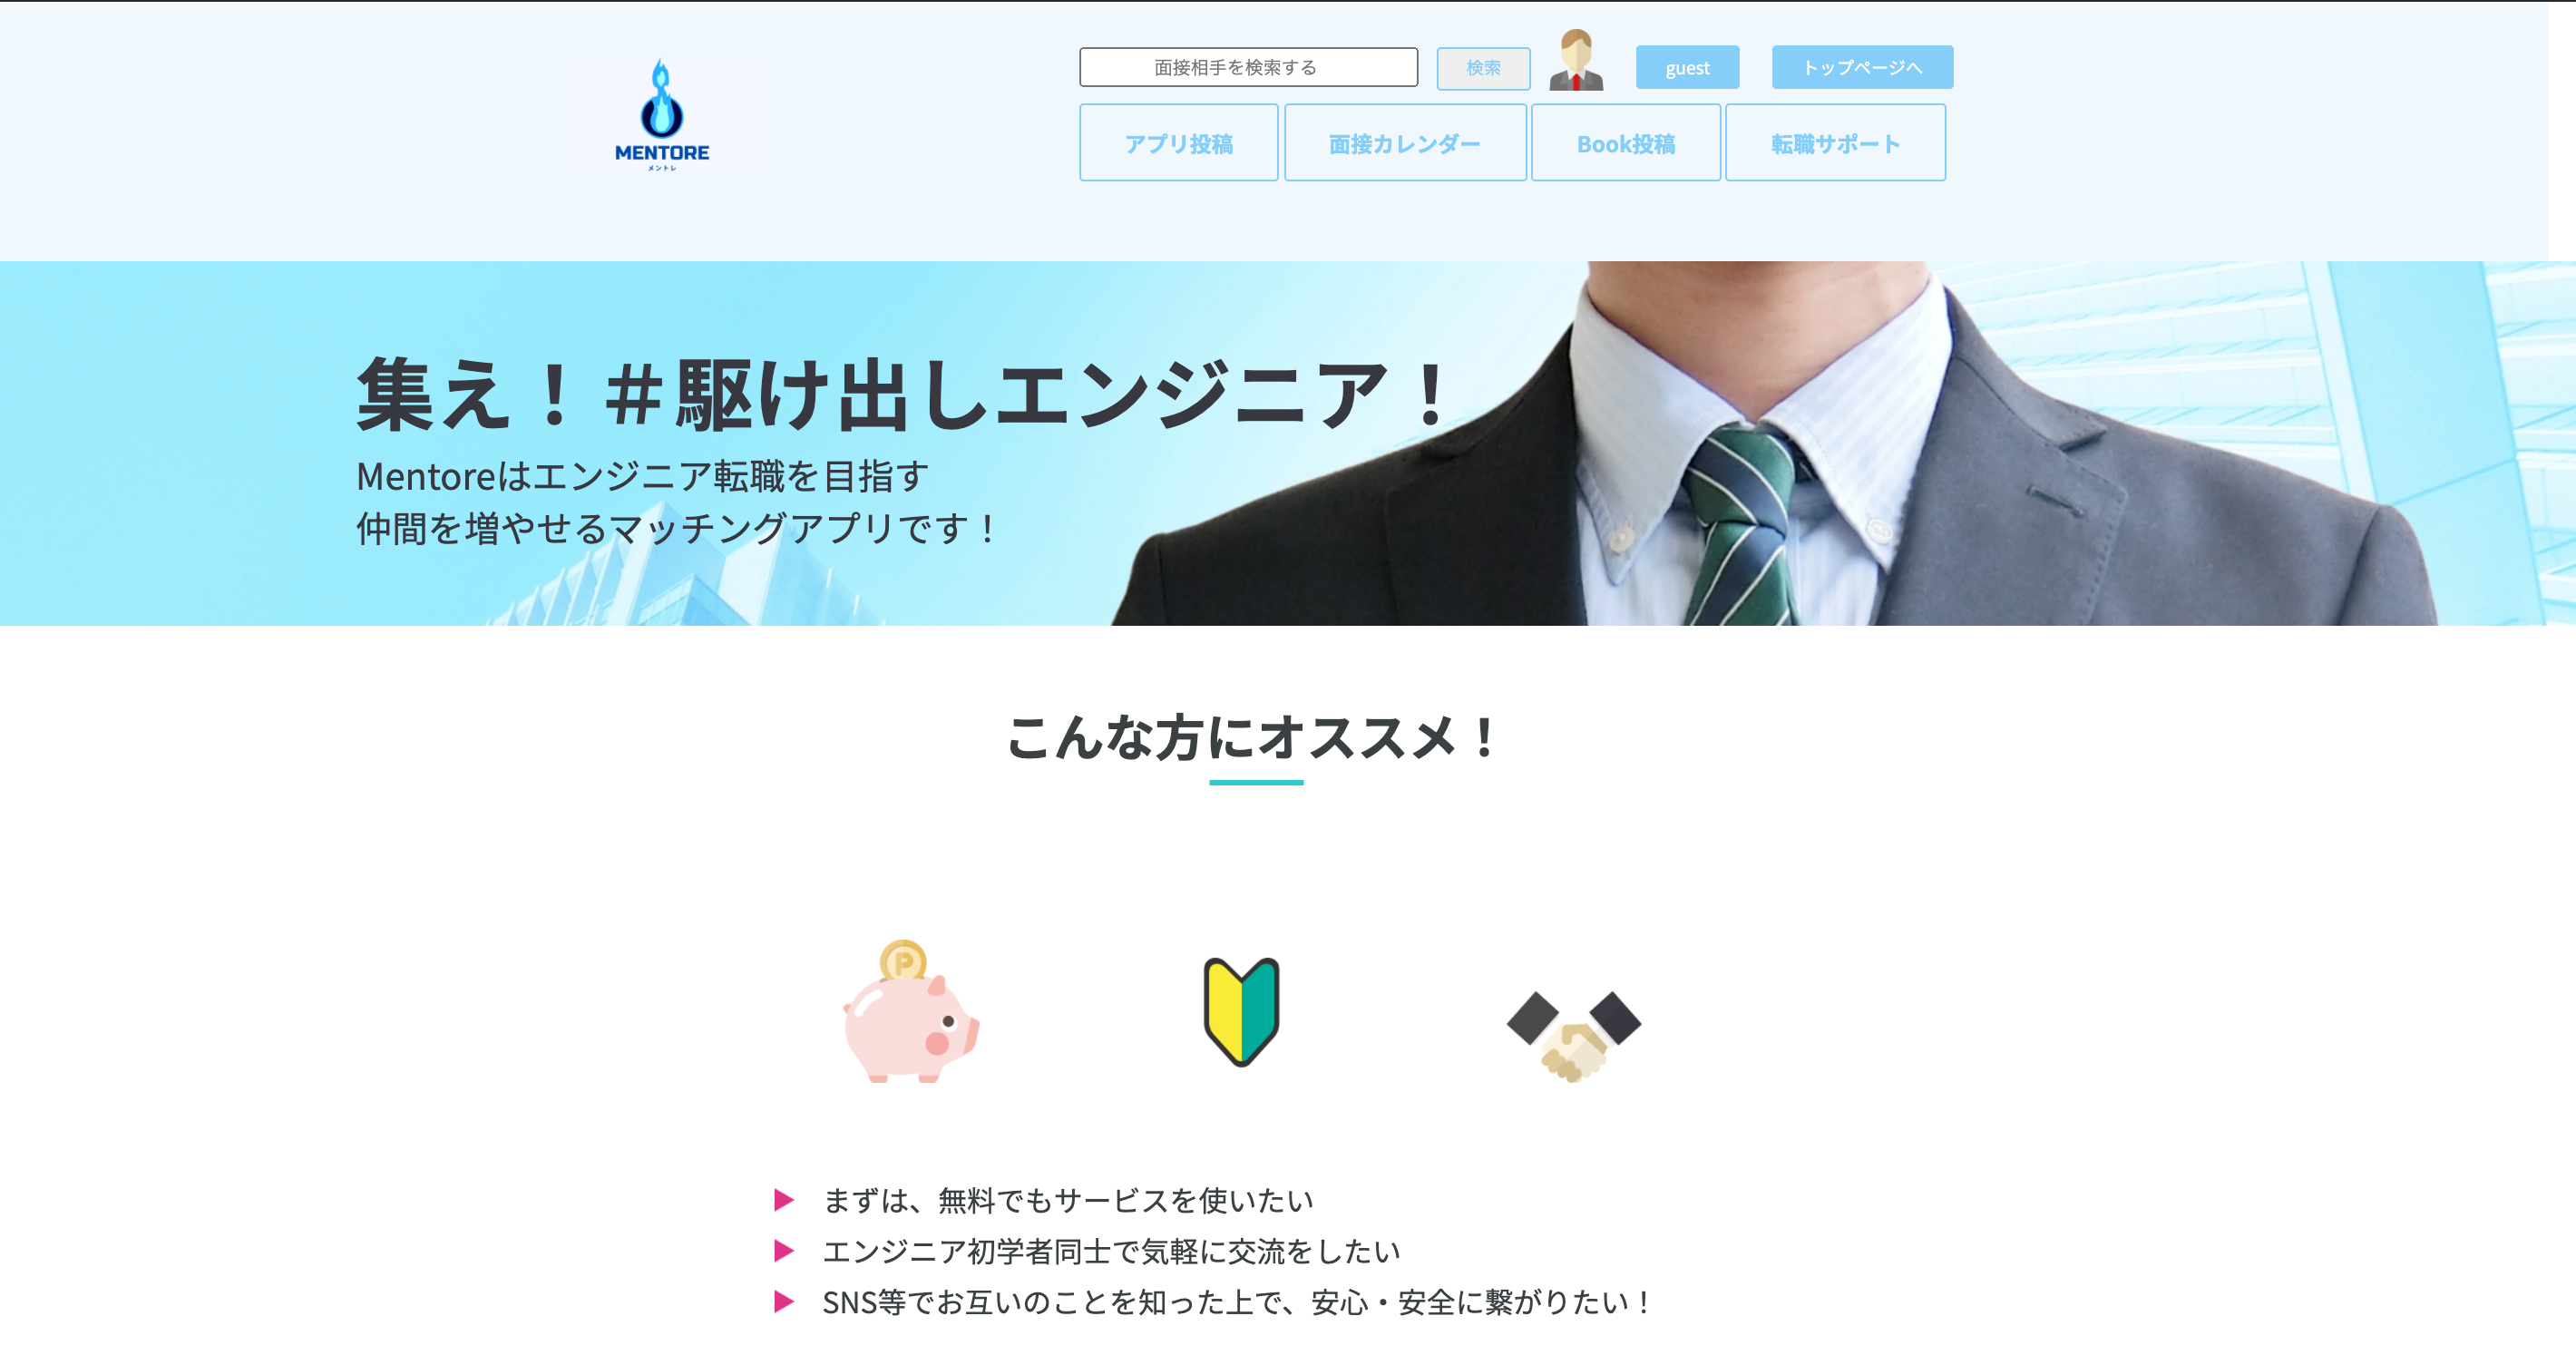 MENTORE
メントレ
面接相手を検索する
検索
guest
トップページへ
アプリ投稿
面接カレンダー
Book投稿
転職サポート
集え！＃駆け出しエンジニア！
Mentoreはエンジニア転職を目指す
仲間を増やせるマッチングアプリです！
こんな方にオススメ！
P
まずは、無料でもサービスを使いたい
エンジニア初学者同士で気軽に交流をしたい
SNS等でお互いのことを知った上で、安心・安全に繋がりたい！